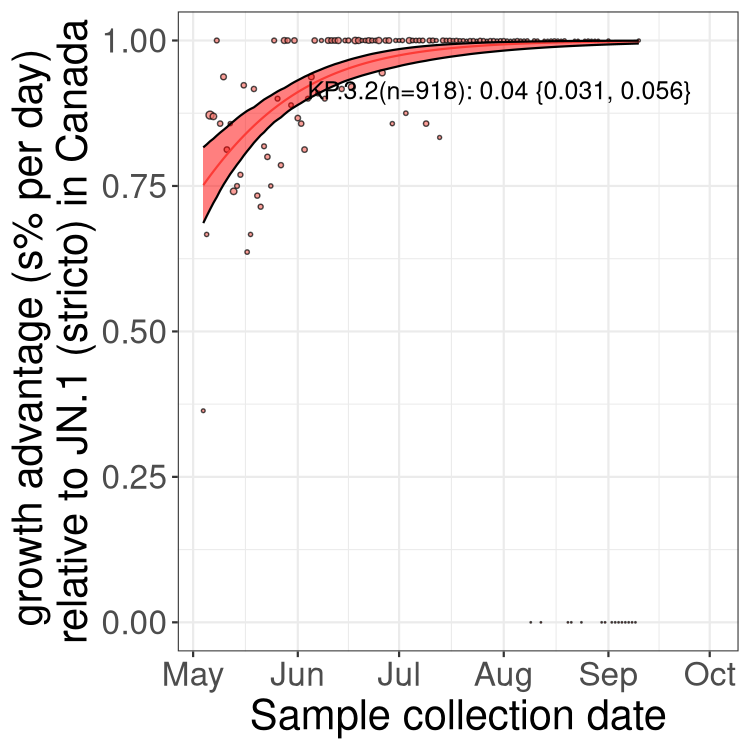 growth advantage (s% per day)
relative to JN.1 (stricto) in Canada
1.00
0.75
0.50
0.25
0.00
KP.3.2(n=918): 0.04 {0.031, 0.056}
May Jun Jul Aug Sep Oct
Sample collection date